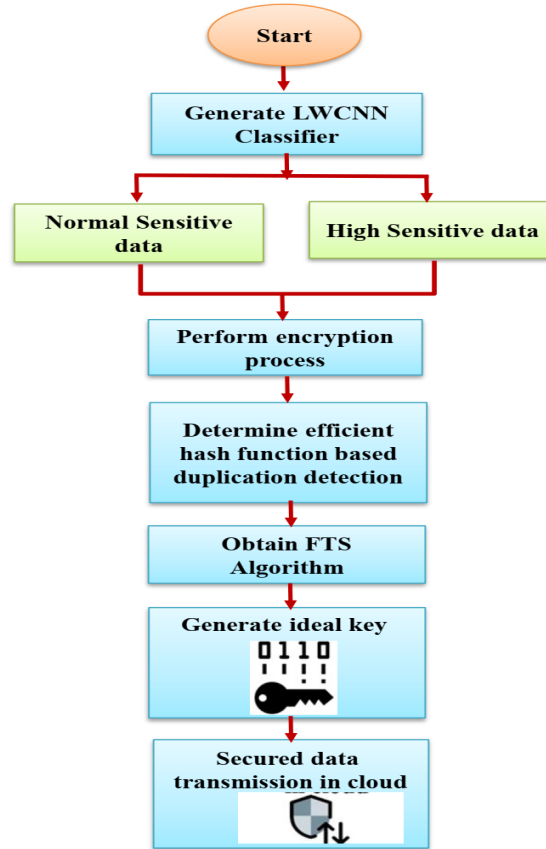 Start
Generate LWCNN
Classifier
Normal Sensitive
data
High Sensitive data
Perform encryption
process
Determine efficient
hash function based
duplication detection
Obtain FTS
Algorithm
Generate ideal key
0110
Secured data
transmission in cloud